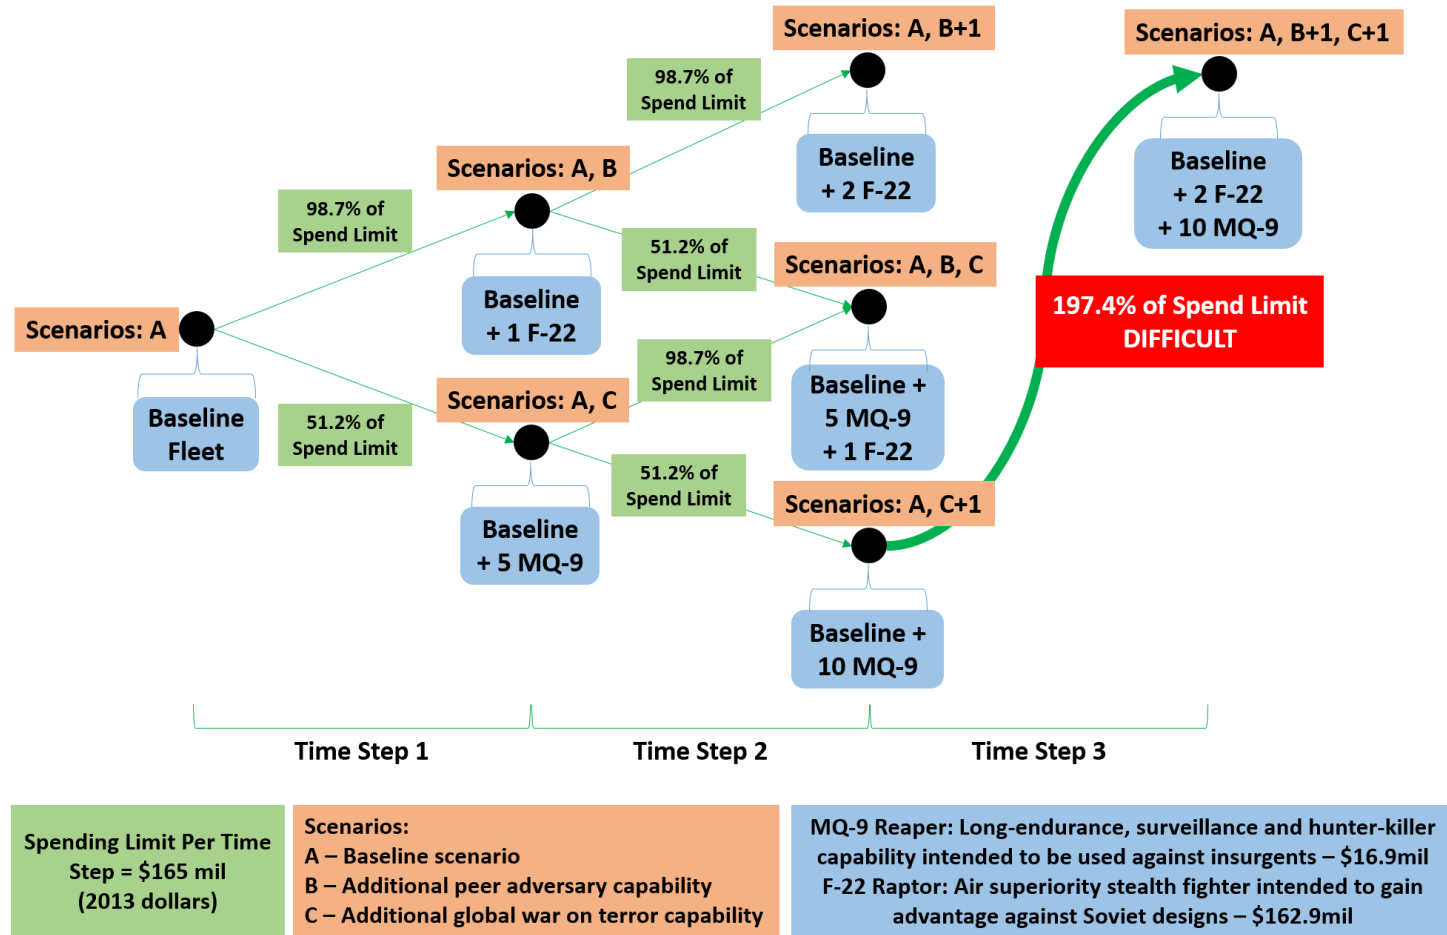 Scenarios: A, B+1
Scenarios: A, B+1, C+1
98.7% of
Spend Limit
Baseline
+ 2 F-22
Baseline
+ 2 F-22
+ 10 MQ-9
Scenarios: A, B
98.7% of
Spend Limit
51.2% of
Spend Limit
Scenarios: A, B, C
Baseline
+ 1 F-22
197.4% of Spend Limit
DIFFICULT
Scenarios: A
98.7% of
Spend Limit
Baseline +
5 MQ-9
+ 1 F-22
Baseline
Fleet
51.2% of
Spend Limit
Scenarios: A, C
51.2% of
Spend Limit
Scenarios: A, C+1
Baseline
+ 5 MQ-9
Baseline +
10 MQ-9
Time Step 1
Time Step 2
Time Step 3
Spending Limit Per Time
Step = $165 mil
(2013 dollars)
Scenarios:
A – Baseline scenario
B – Additional peer adversary capability
C – Additional global war on terror capability
MQ-9 Reaper: Long-endurance, surveillance and hunter-killer
capability intended to be used against insurgents – $16.9mil
F-22 Raptor: Air superiority stealth fighter intended to gain
advantage against Soviet designs – $162.9mil